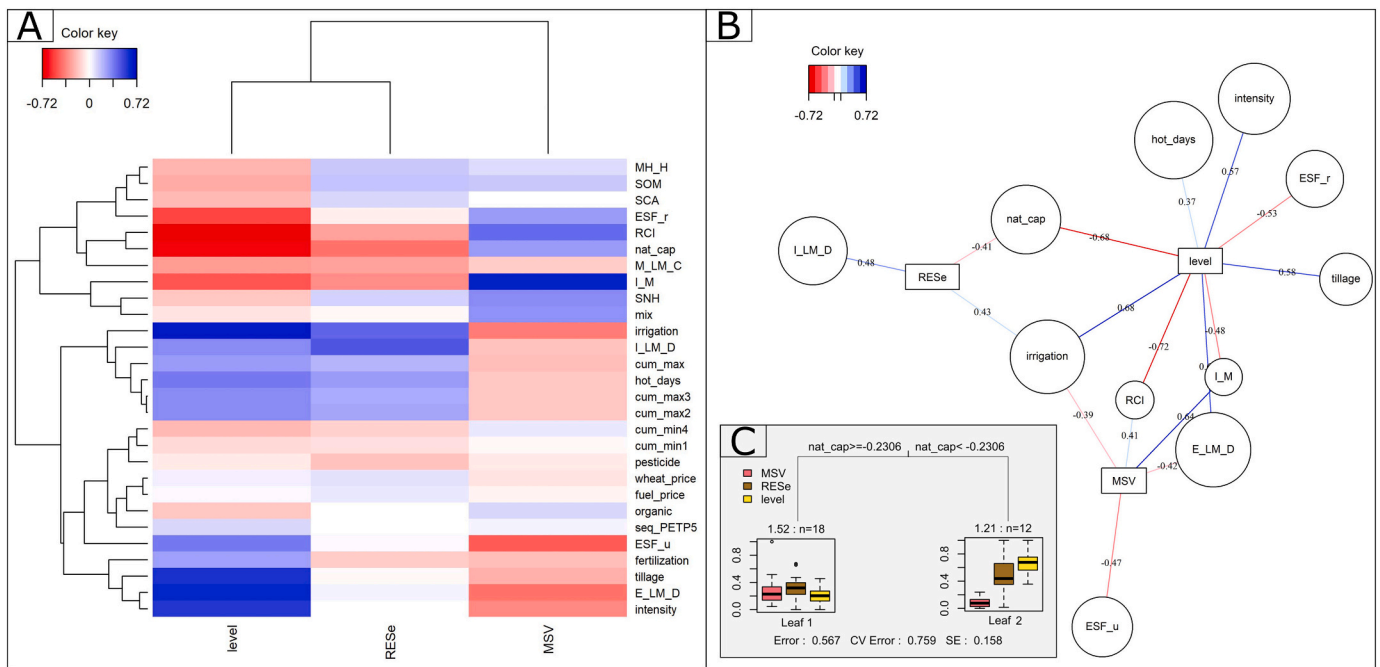 A
Color key
-0.72 0 0.72
MH_H
SOM
SCA
ESF_r
RCI
nat_cap
M_LM_C
I_M
SNH
mix
irrigation
I_LM_D
cum_max
hot_days
cum_max3
cum_max2
cum_min4
cum_min1
pesticide
wheat_price
fuel_price
organic
seq_PETP5
ESF_u
fertilization
tillage
E_LM_D
intensity
level RESe MSV
B
Color key
-0.72 0.72
intensity
hot_days
ESF_r
0.57
0.37
-0.53
nat_cap
I_LM_D
-0.68
-0.41
level
0.48
RESe
0.58
tillage
0.43
0.68
-0.48
irrigation
-0.72
I_M
RCI
-0.39
0.64
0.41
E_LM_D
-0.42
MSV
-0.47
ESF_u
C
nat_cap>=-0.2306 nat_cap< -0.2306
MSV
RESe
level
1.52 : n=18 1.21 : n=12
0.8
0.4
0.0
0.8
0.4
0.0
Leaf 1 Leaf 2
Error : 0.567 CV Error : 0.759 SE : 0.158